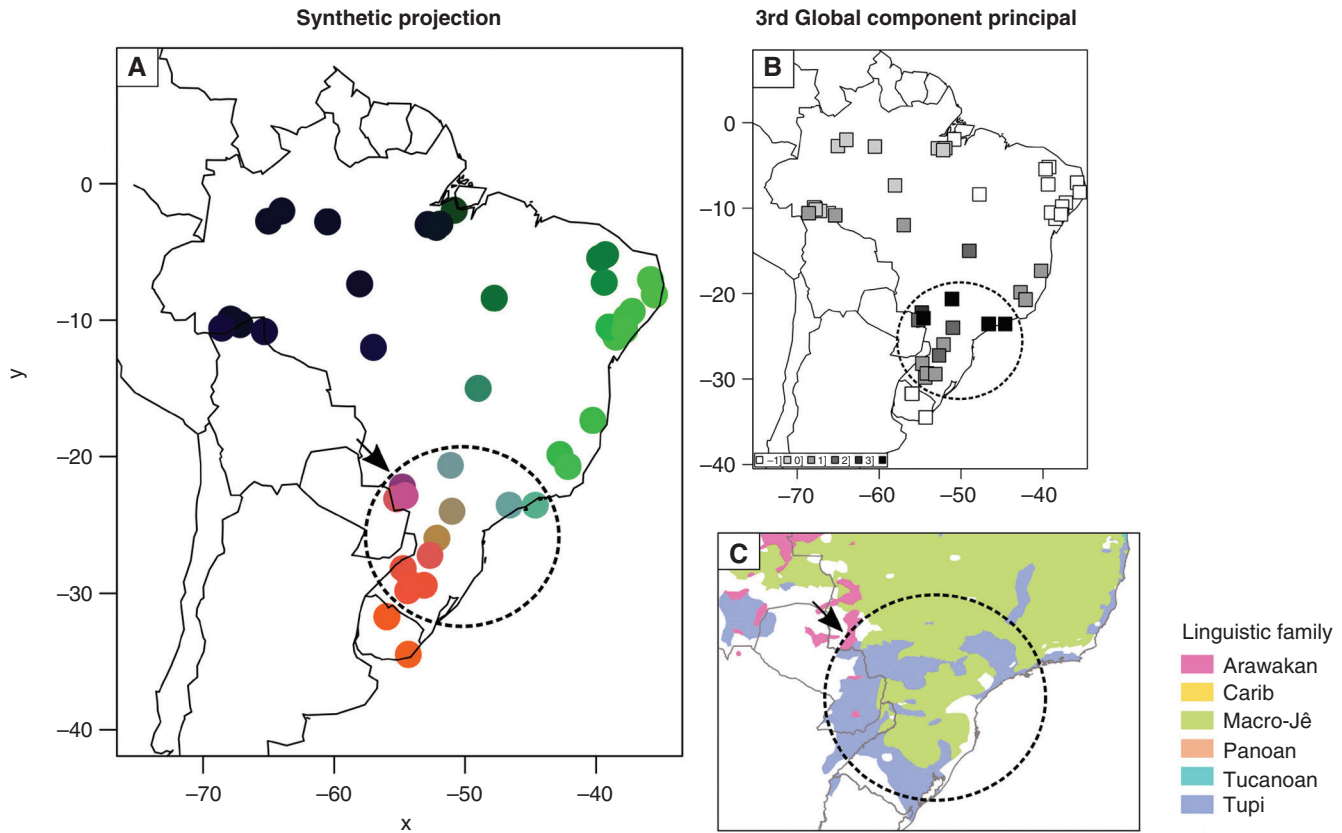 Synthetic projection
3rd Global component principal
A
0
–10
–20
–30
–40
y
–70
–60
–50
–40
x
B
0
–10
–20
–30
–40
–1] 0] 1] 2] 3]
–70
–60
–50
–40
C
Linguistic family
Arawakan
Carib
Macro-Jê
Panoan
Tucanoan
Tupi